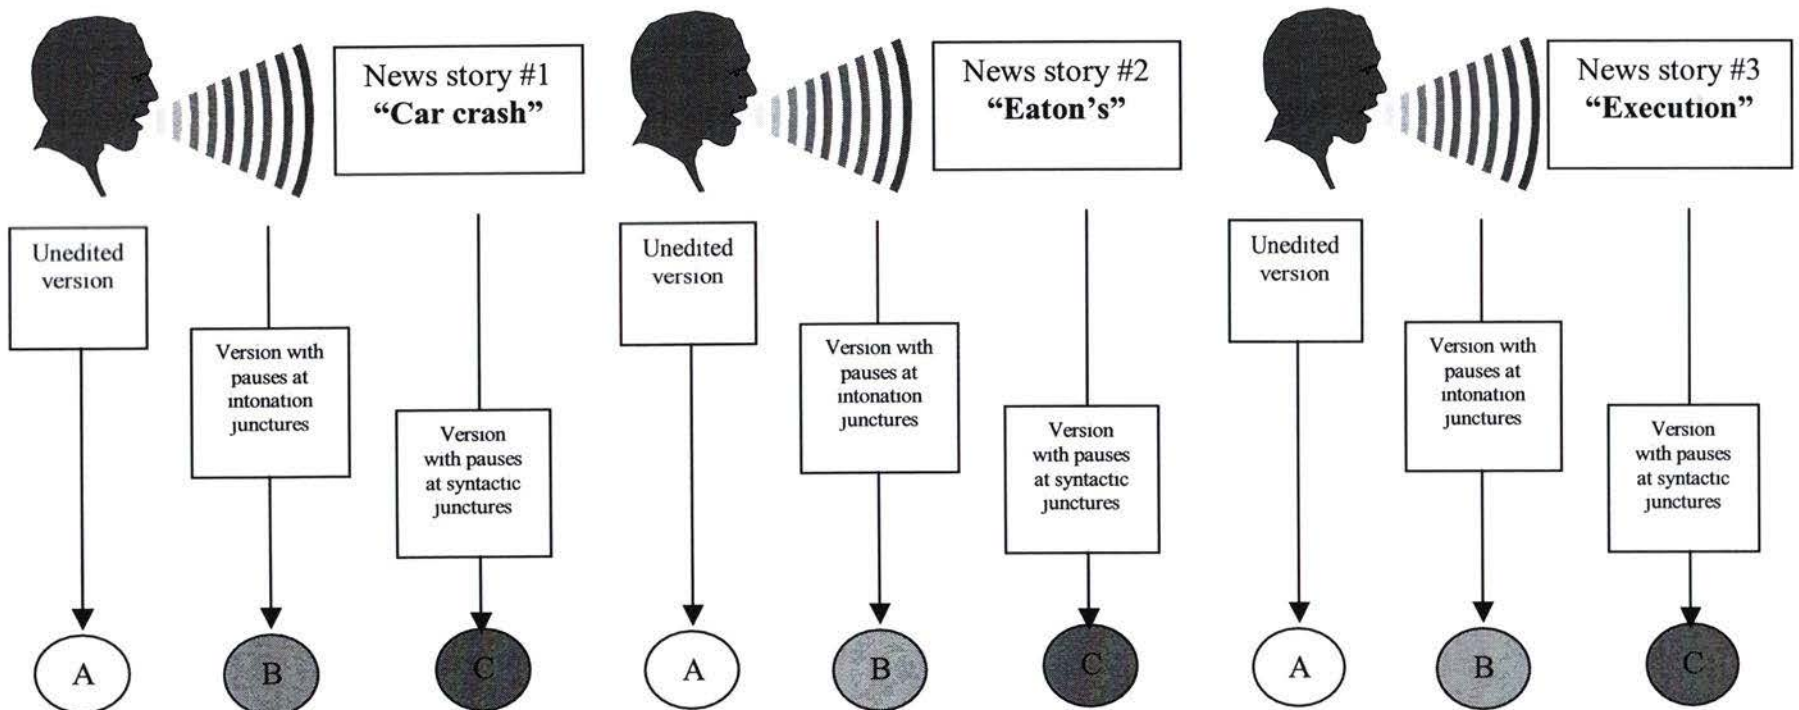 News story #1
“Car crash”
Unedited
version
Version with
pauses at
intonation
junctures
Version
with pauses
at syntactic
junctures
A
B
C
News story #2
“Eaton’s”
Unedited
version
Version with
pauses at
intonation
junctures
Version
with pauses
at syntactic
junctures
A
B
C
News story #3
“Execution”
Unedited
version
Version with
pauses at
intonation
junctures
Version
with pauses
at syntactic
junctures
A
B
C